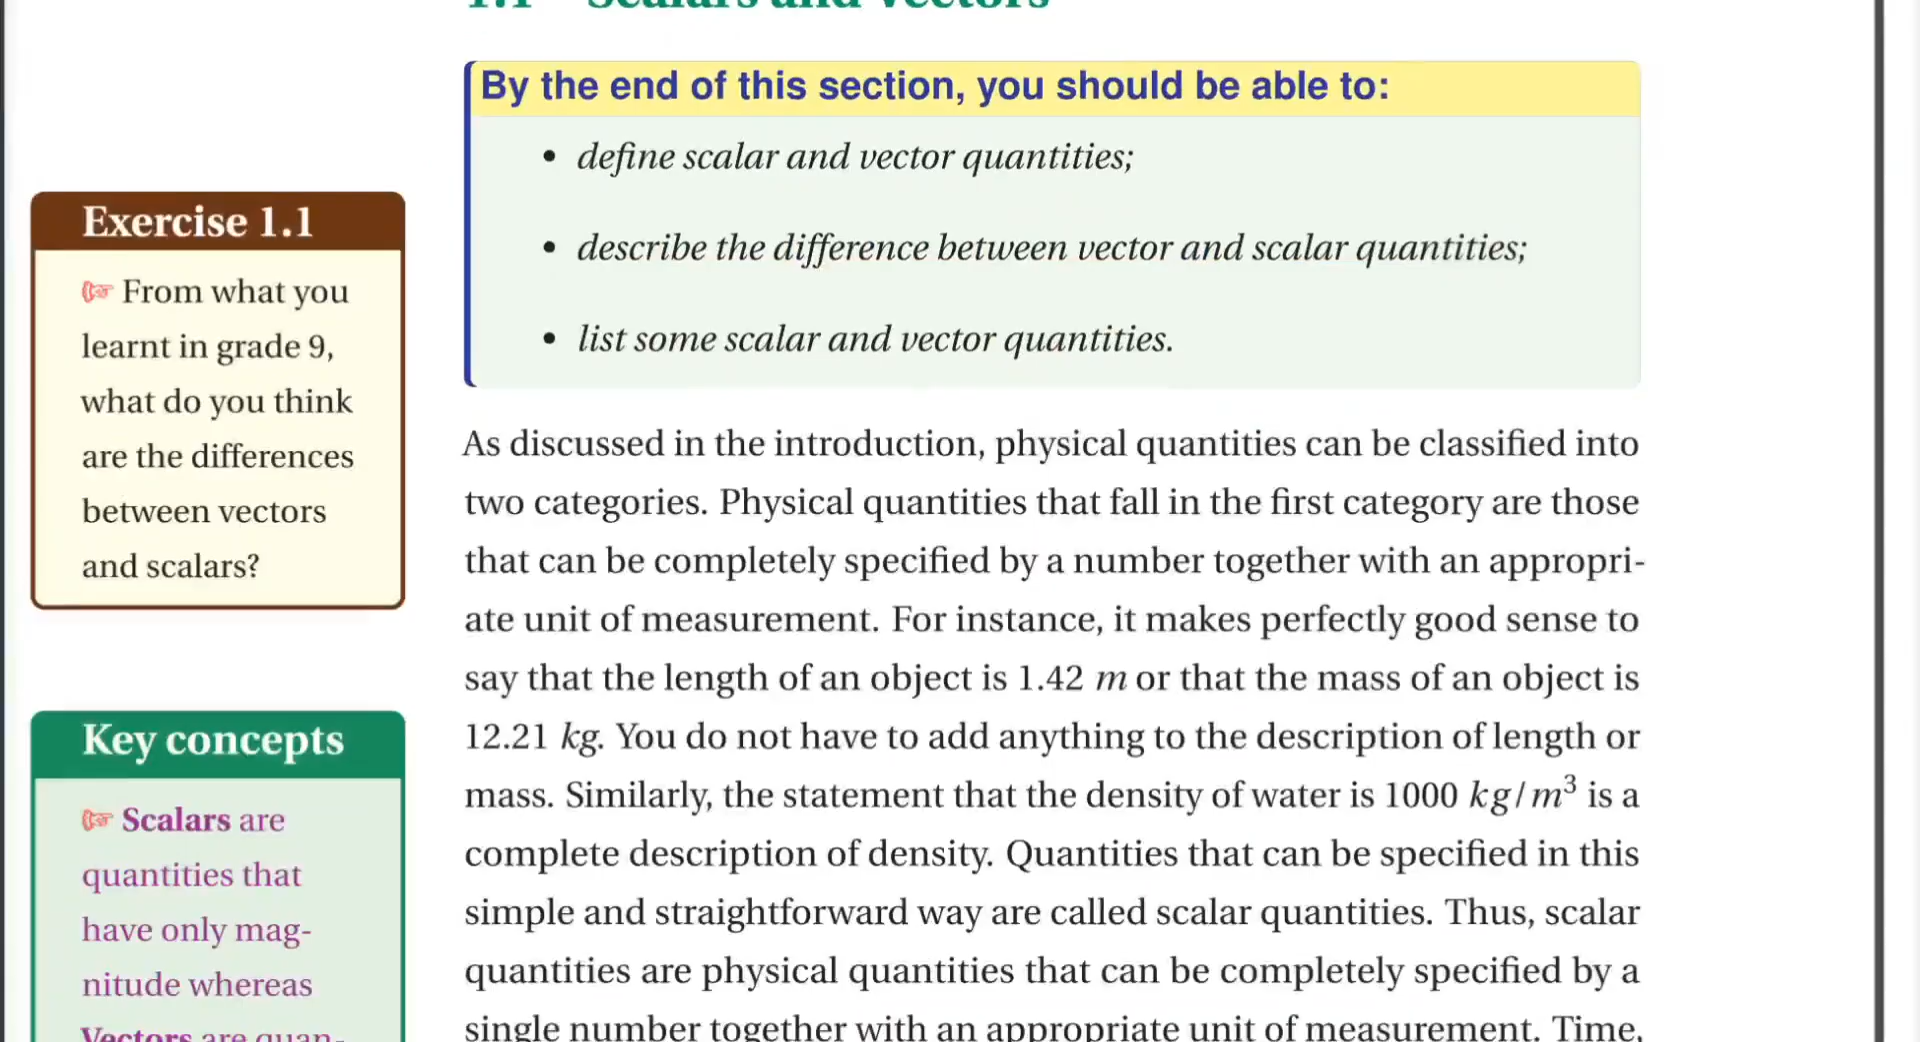 1.1 Scalars and Vectors
By the end of this section, you should be able to:
• define scalar and vector quantities;
• describe the difference between vector and scalar quantities;
• list some scalar and vector quantities.
Exercise 1.1
☞ From what you
learnt in grade 9,
what do you think
are the differences
between vectors
and scalars?
Key concepts
☞ Scalars are
quantities that
have only mag-
nitude whereas
Vectors are quan-
As discussed in the introduction, physical quantities can be classified into
two categories. Physical quantities that fall in the first category are those
that can be completely specified by a number together with an appropri-
ate unit of measurement. For instance, it makes perfectly good sense to
say that the length of an object is 1.42 m or that the mass of an object is
12.21 kg. You do not have to add anything to the description of length or
mass. Similarly, the statement that the density of water is 1000 kg/m³ is a
complete description of density. Quantities that can be specified in this
simple and straightforward way are called scalar quantities. Thus, scalar
quantities are physical quantities that can be completely specified by a
single number together with an appropriate unit of measurement. Time,